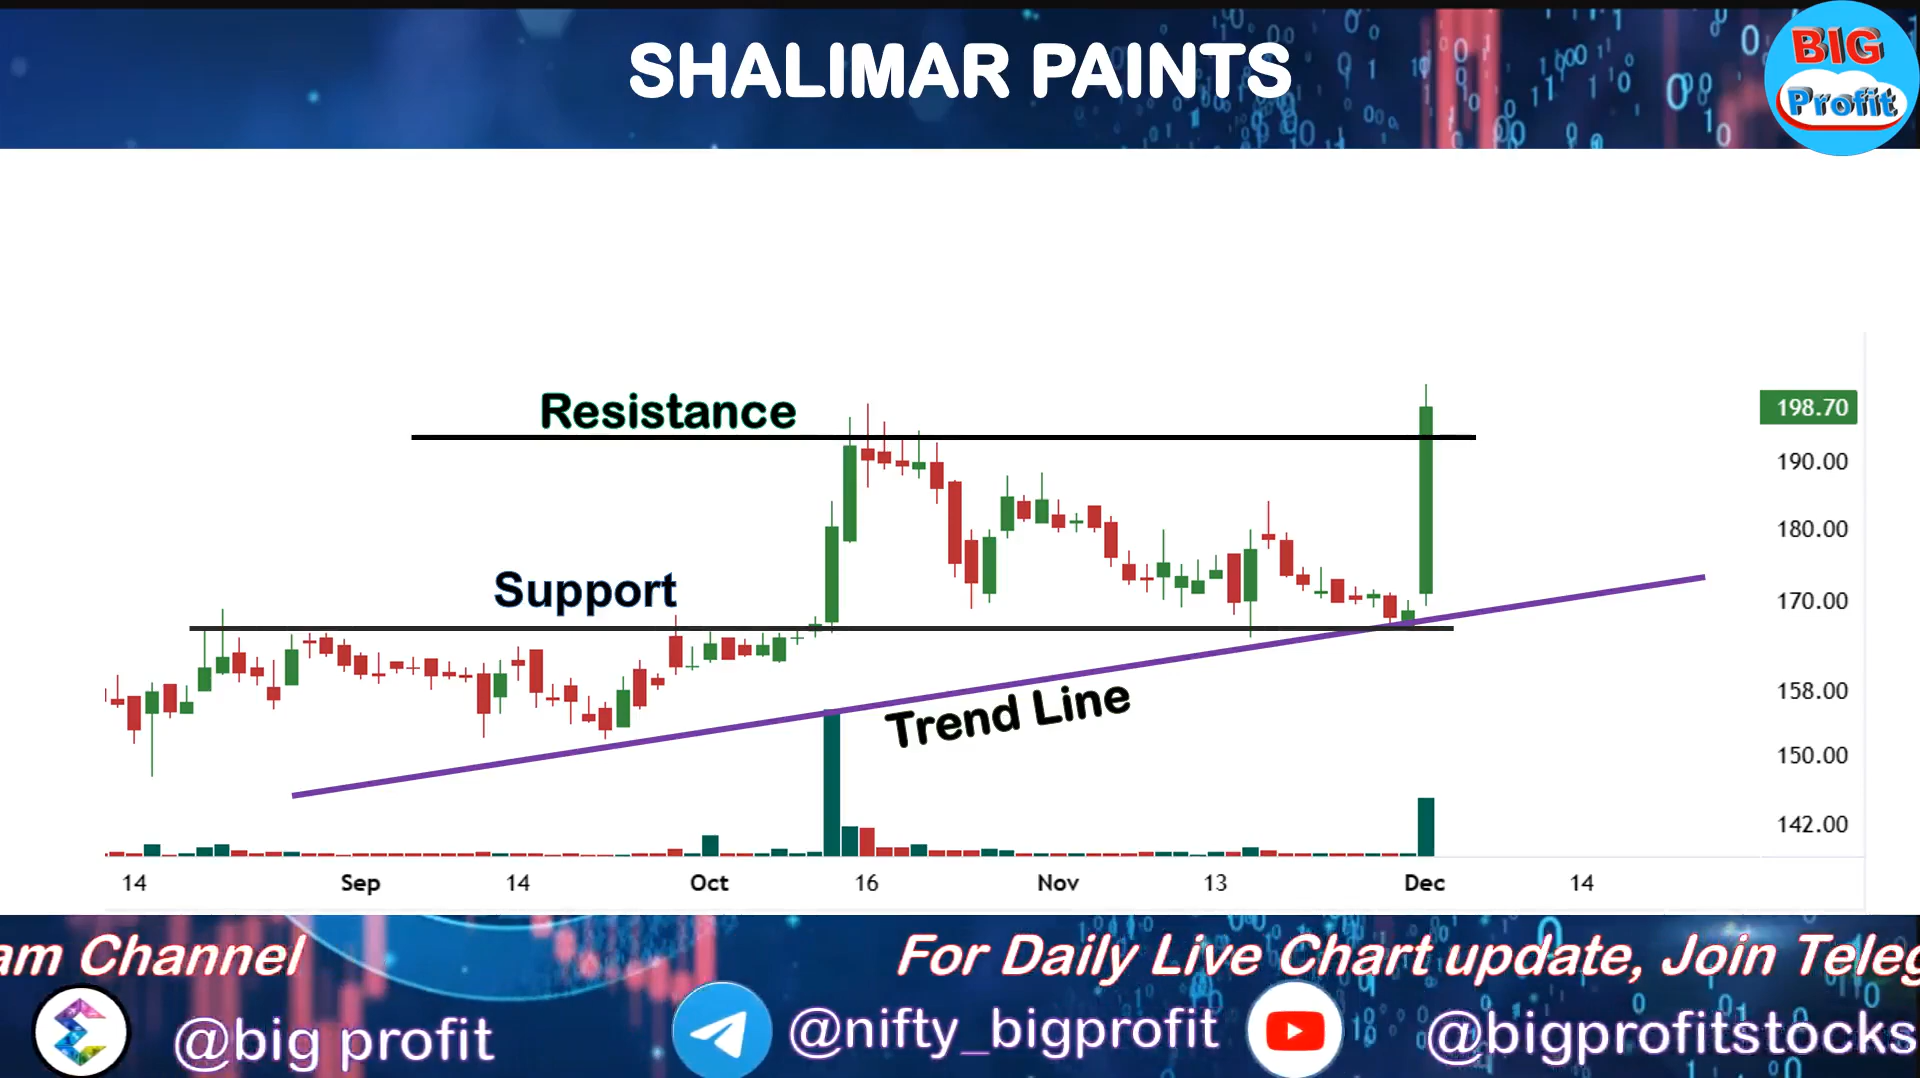 SHALIMAR PAINTS
BIG
Profit
Resistance
198.70
190.00
180.00
Support
170.00
158.00
Trend Line
150.00
142.00
14 Sep 14 Oct 16 Nov 13 Dec 14
am Channel For Daily Live Chart update, Join Teleg
@big profit @nifty_bigprofit @bigprofitstocks